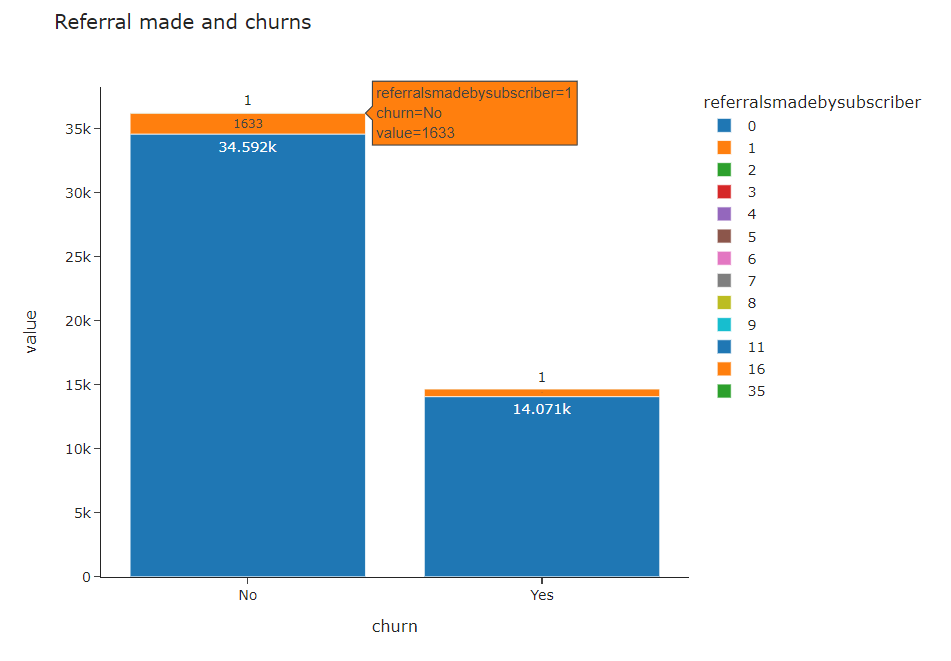 Referral made and churns
referralsmadebysubscriber=1
churn=No
value=1633
1
1633
34.592k
1
14.071k
35k
30k
25k
20k
15k
10k
5k
0
value
No
Yes
churn
referralsmadebysubscriber
0
1
2
3
4
5
6
7
8
9
11
16
35